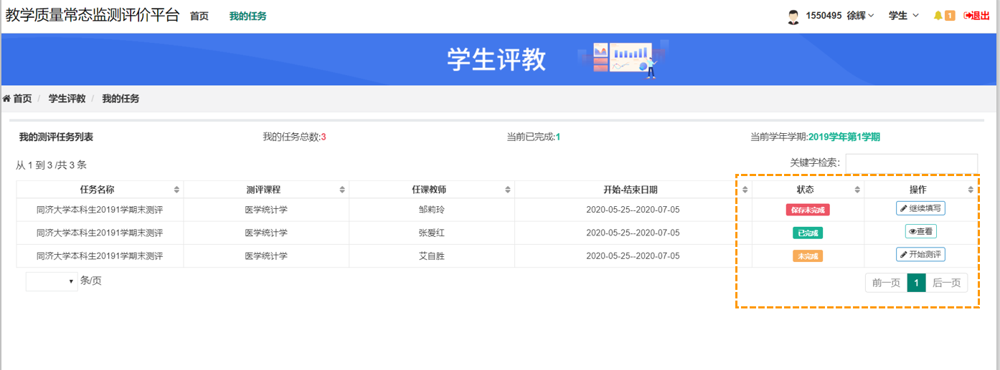 教学质量常态监测评价平台 首页 我的任务 1550495 徐辉 学生 1 退出
学生评教
首页 / 学生评教 / 我的任务
我的测评任务列表 我的任务总数:3 当前已完成:1 当前学年学期:2019学年第1学期
从 1 到 3 /共 3 条 关键字检索:
任务名称 测评课程 任课教师 开始-结束日期 状态 操作
同济大学本科生20191学期末测评 医学统计学 邹莉玲 2020-05-25--2020-07-05 保存未完成 继续填写
同济大学本科生20191学期末测评 医学统计学 张爱红 2020-05-25--2020-07-05 已完成 查看
同济大学本科生20191学期末测评 医学统计学 艾自胜 2020-05-25--2020-07-05 未完成 开始测评
条/页 前一页 1 后一页